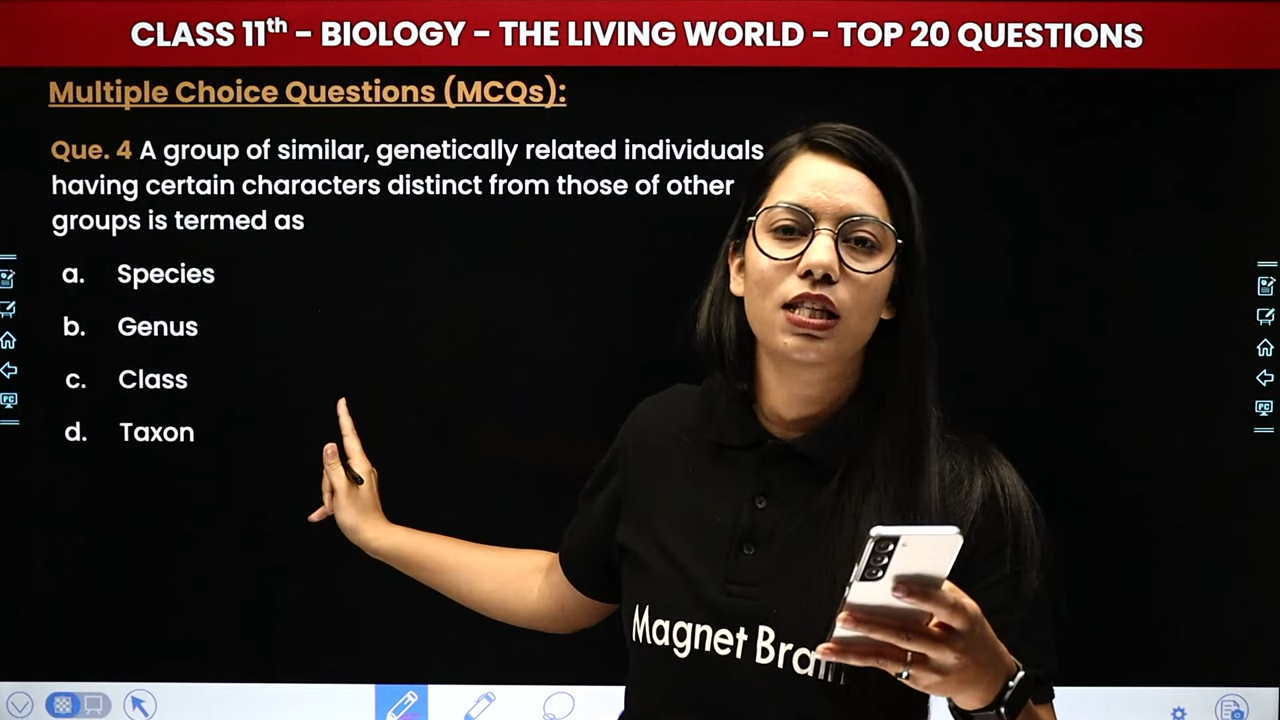 CLASS 11th - BIOLOGY - THE LIVING WORLD - TOP 20 QUESTIONS
Multiple Choice Questions (MCQs):
Que. 4 A group of similar, genetically related individuals
having certain characters distinct from those of other
groups is termed as
a. Species
b. Genus
c. Class
d. Taxon
Magnet Brain
PC
PC